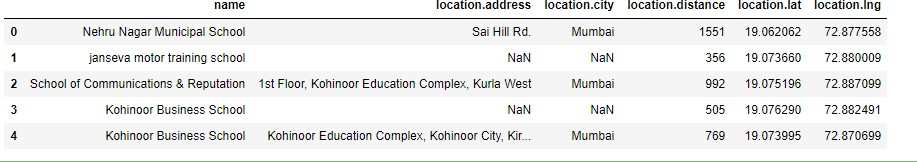 name location.address location.city location.distance location.lat location.lng
0 Nehru Nagar Municipal School Sai Hill Rd. Mumbai 1551 19.062062 72.877558
1 janseva motor training school NaN NaN 356 19.073660 72.880009
2 School of Communications & Reputation 1st Floor, Kohinoor Education Complex, Kurla West Mumbai 992 19.075196 72.887099
3 Kohinoor Business School NaN NaN 505 19.076290 72.882491
4 Kohinoor Business School Kohinoor Education Complex, Kohinoor City, Kir... Mumbai 769 19.073995 72.870699